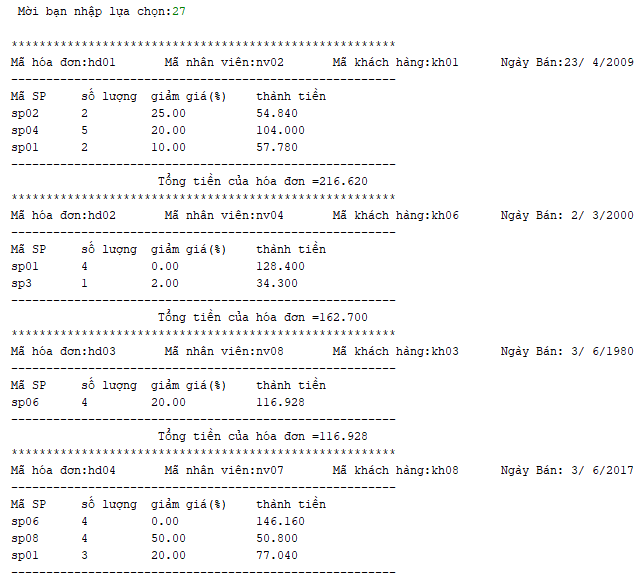 Mời bạn nhập lựa chọn:27
*******************************************************
Mã hóa đơn:hd01 Mã nhân viên:nv02 Mã khách hàng:kh01 Ngày Bán:23/ 4/2009
-------------------------------------------------------
Mã SP số lượng giảm giá(%) thành tiền
sp02 2 25.00 54.840
sp04 5 20.00 104.000
sp01 2 10.00 57.780
-------------------------------------------------------
Tổng tiền của hóa đơn =216.620
*******************************************************
Mã hóa đơn:hd02 Mã nhân viên:nv04 Mã khách hàng:kh06 Ngày Bán: 2/ 3/2000
-------------------------------------------------------
Mã SP số lượng giảm giá(%) thành tiền
sp01 4 0.00 128.400
sp3 1 2.00 34.300
-------------------------------------------------------
Tổng tiền của hóa đơn =162.700
*******************************************************
Mã hóa đơn:hd03 Mã nhân viên:nv08 Mã khách hàng:kh03 Ngày Bán: 3/ 6/1980
-------------------------------------------------------
Mã SP số lượng giảm giá(%) thành tiền
sp06 4 20.00 116.928
-------------------------------------------------------
Tổng tiền của hóa đơn =116.928
*******************************************************
Mã hóa đơn:hd04 Mã nhân viên:nv07 Mã khách hàng:kh08 Ngày Bán: 3/ 6/2017
-------------------------------------------------------
Mã SP số lượng giảm giá(%) thành tiền
sp06 4 0.00 146.160
sp08 4 50.00 50.800
sp01 3 20.00 77.040
-------------------------------------------------------